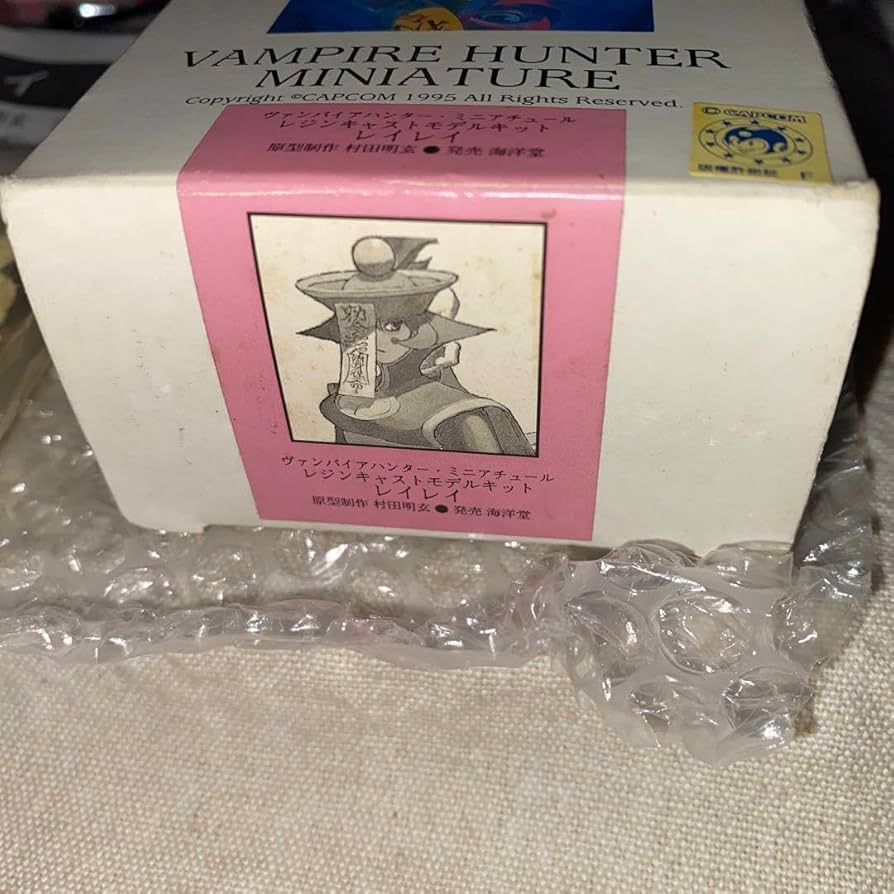 VAMPIRE HUNTER
MINIATURE
Copyright ©CAPCOM 1995 All Rights Reserved.
ヴァンパイアハンター・ミニアチュール
レジンキャストモデルキット
レイレイ
原型制作 村田明玄 ● 発売 海洋堂
© CAPCOM
F
ヴァンパイアハンター・ミニアチュール
レジンキャストモデルキット
レイレイ
原型制作 村田明玄 ● 発売 海洋堂